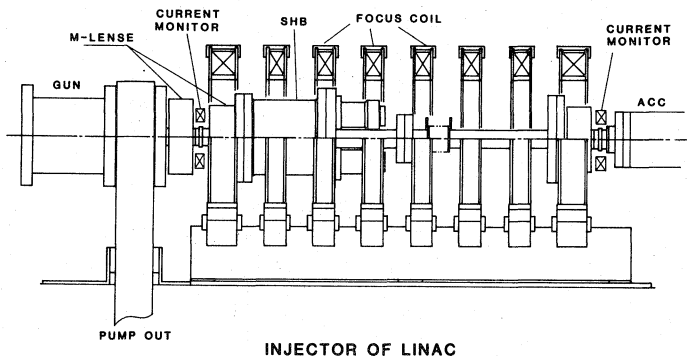 CURRENT
MONITOR
SHB
FOCUS COIL
M-LENSE
CURRENT
MONITOR
GUN
ACC
PUMP OUT
INJECTOR OF LINAC